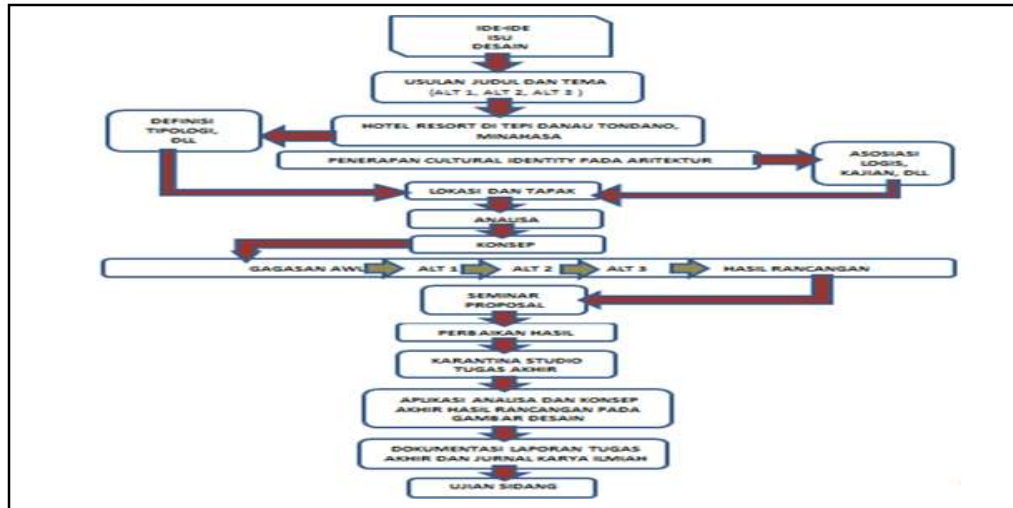 IDE-IDE
ISU
DESAIN
USULAN JUDUL DAN TEMA
(ALT 1, ALT 2, ALT 3 )
DEFINISI
TIPOLOGI,
DLL
HOTEL RESORT DI TEPI DANAU TONDANO,
MINAHASA
PENERAPAN CULTURAL IDENTITY PADA ARITEKTUR
ASOSIASI
LOGIS,
KAJIAN, DLL
LOKASI DAN TAPAK
ANALISA
KONSEP
GAGASAN AWL ALT 1 ALT 2 ALT 3 HASIL RANCANGAN
SEMINAR
PROPOSAL
PERBAIKAN HASIL
KARANTINA STUDIO
TUGAS AKHIR
APLIKASI ANALISA DAN KONSEP
AKHIR HASIL RANCANGAN PADA
GAMBAR DESAIN
DOKUMENTASI LAPORAN TUGAS
AKHIR DAN JURNAL KARYA ILMIAH
UJIAN SIDANG